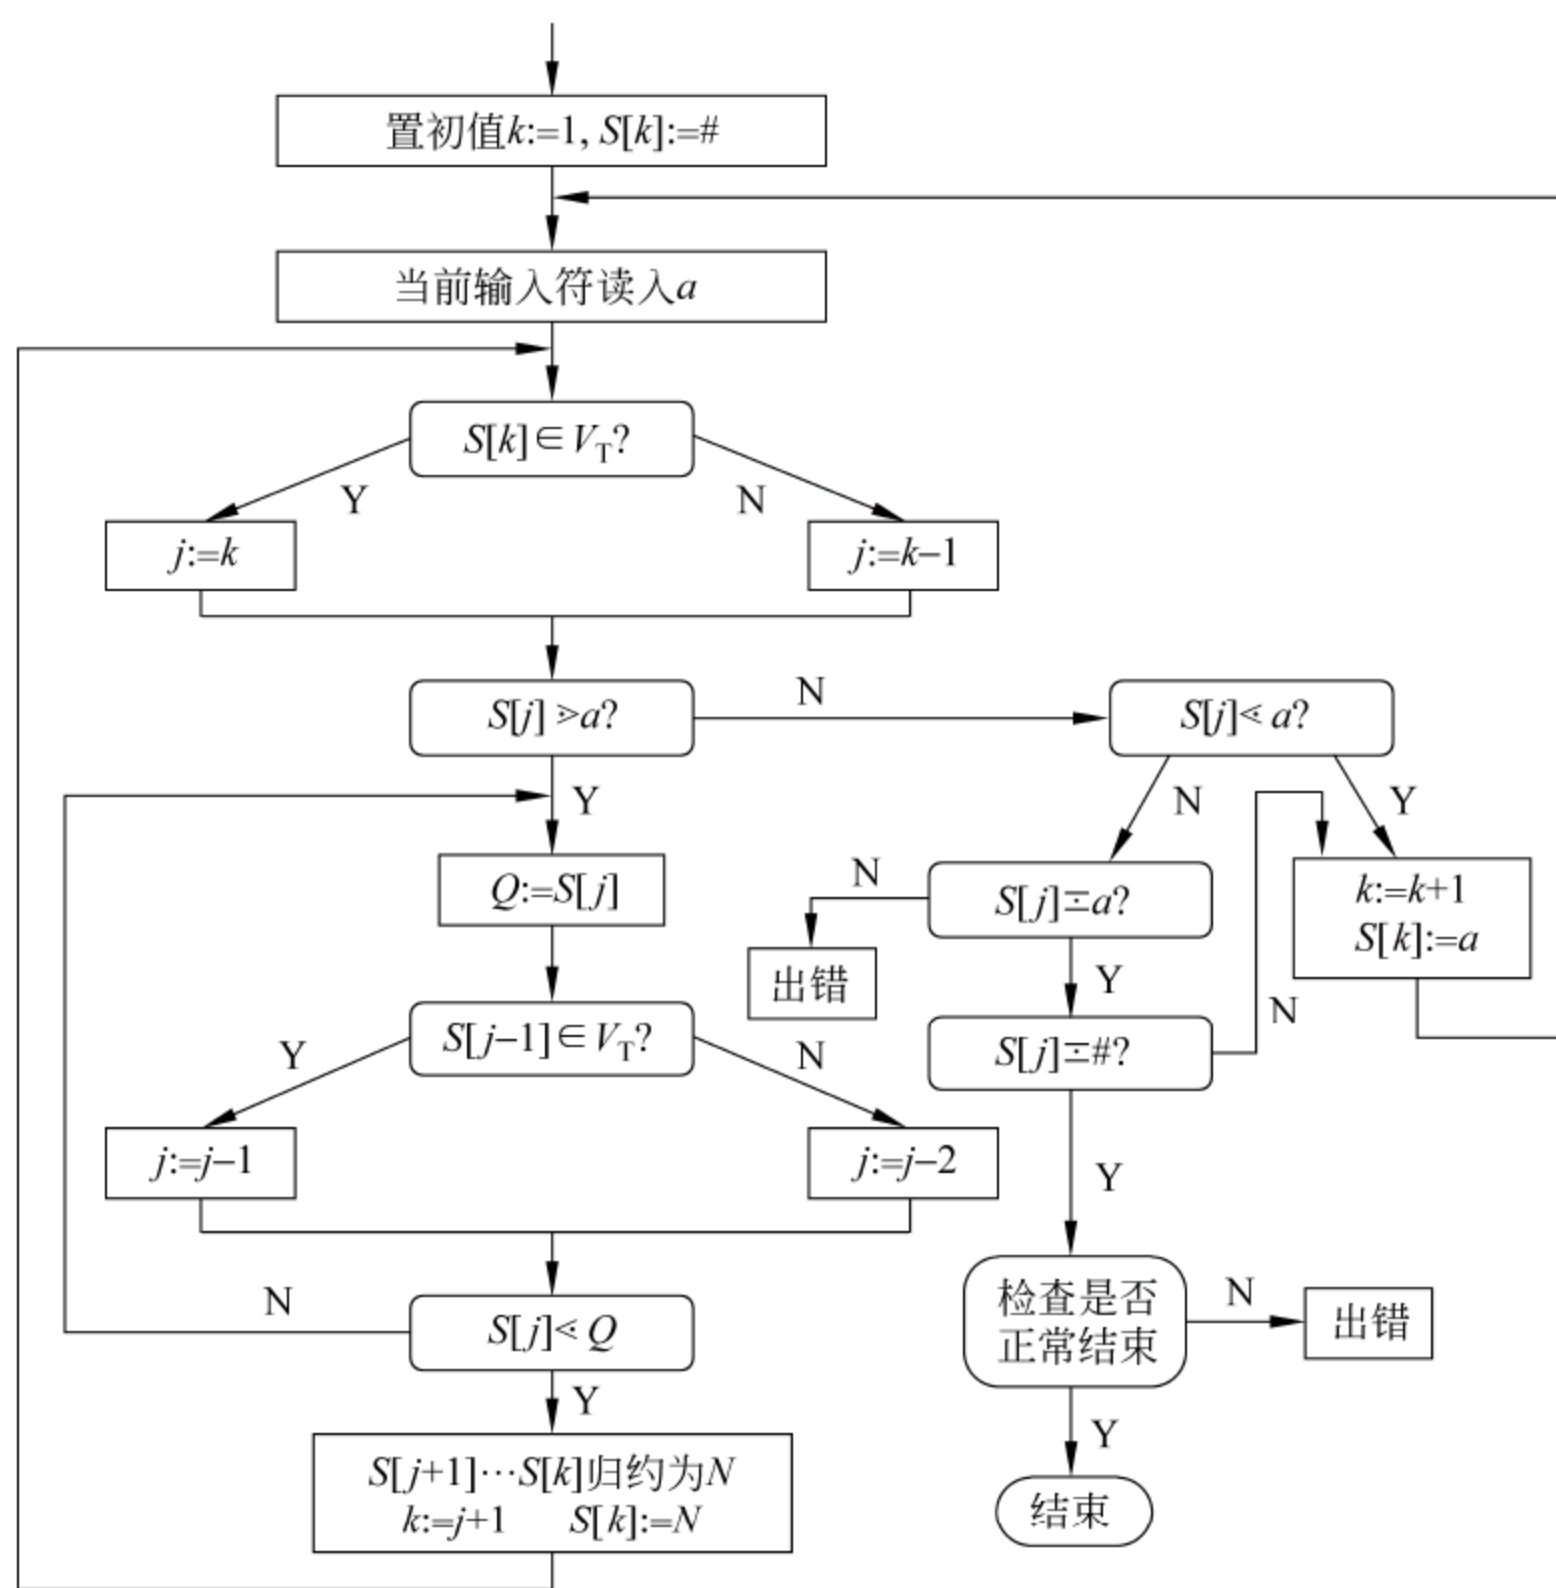 置初值k:=1, S[k]:=#
当前输入符读入a
S[k]∈V_T?
Y
N
j:=k
j:=k−1
S[j]⋗a?
N
S[j]⋖a?
Y
N
Y
Q:=S[j]
N
S[j]≡a?
k:=k+1
S[k]:=a
出错
Y
N
S[j−1]∈V_T?
Y
N
S[j]≡#?
j:=j−1
j:=j−2
Y
N
S[j]⋖Q
检查是否
正常结束
N
出错
Y
Y
S[j+1]⋯S[k]归约为N
k:=j+1 S[k]:=N
结束